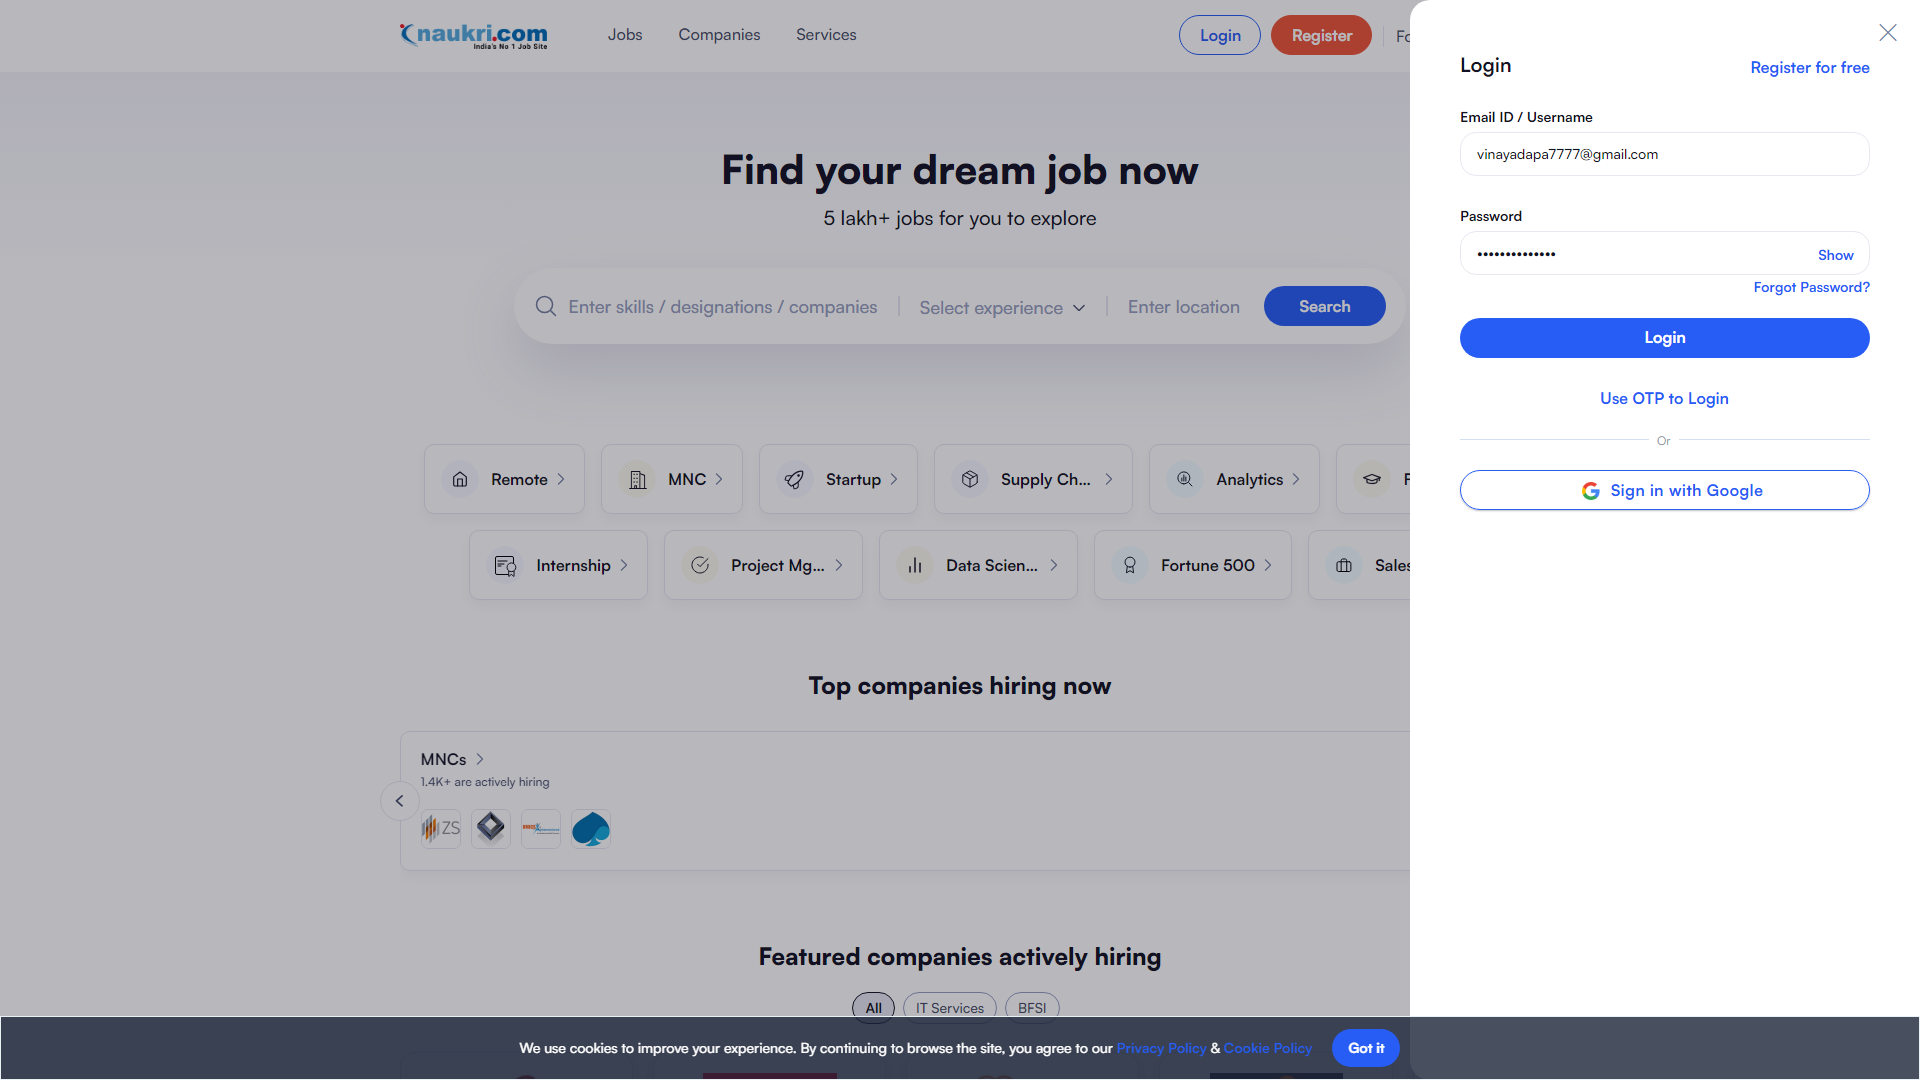 naukri.com
India's No 1 Job Site
Jobs
Companies
Services
Login
Register
Fo
Find your dream job now
5 lakh+ jobs for you to explore
Enter skills / designations / companies
Select experience
Enter location
Search
Remote
MNC
Startup
Supply Ch...
Analytics
F
Internship
Project Mg...
Data Scien...
Fortune 500
Sales
Top companies hiring now
MNCs
1.4K+ are actively hiring
ZS
Featured companies actively hiring
All
IT Services
BFSI
Login
Register for free
Email ID / Username
vinayadapa7777@gmail.com
Password
••••••••••••••
Show
Forgot Password?
Login
Use OTP to Login
Or
Sign in with Google
We use cookies to improve your experience. By continuing to browse the site, you agree to our Privacy Policy & Cookie Policy
Got it